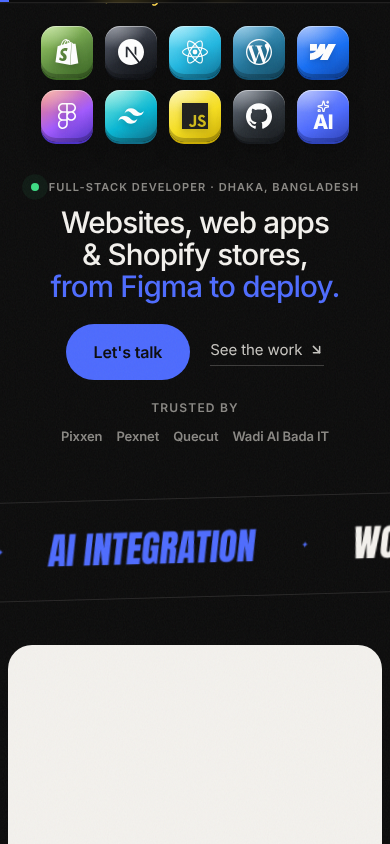 JS
AI
FULL-STACK DEVELOPER · DHAKA, BANGLADESH
Websites, web apps
& Shopify stores,
from Figma to deploy.
Let's talk
See the work ↘
TRUSTED BY
Pixxen Pexnet Quecut Wadi Al Bada IT
AI INTEGRATION · WO